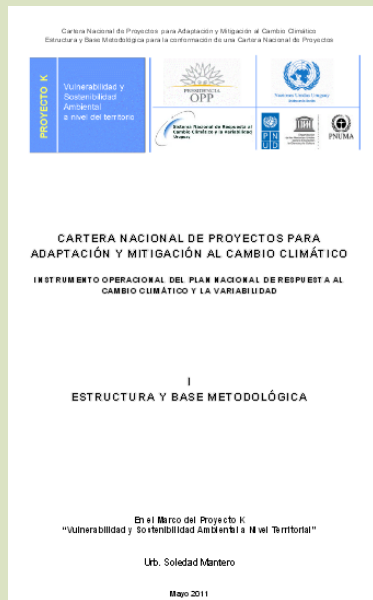 Cartera Nacional de Proyectos para Adaptación y Mitigación al Cambio Climático
Estructura y Base Metodológica para la conformación de una Cartera Nacional de Proyectos
PROYECTO K
Vulnerabilidad y
Sostenibilidad
Ambiental
a nivel del territorio
PRESIDENCIA
OPP
Naciones Unidas Uruguay
Sistema Nacional de Respuesta al
Cambio Climático y la variabilidad
Uruguay
P N
U D
PNUMA
CARTERA NACIONAL DE PROYECTOS PARA
ADAPTACIÓN Y MITIGACIÓN AL CAMBIO CLIMÁTICO
INSTRUMENTO OPERACIONAL DEL PLAN NACIONAL DE RESPUESTA AL
CAMBIO CLIMÁTICO Y LA VARIABILIDAD
I
ESTRUCTURA Y BASE METODOLÓGICA
En el Marco del Proyecto K
"Vulnerabilidad y Sostenibilidad Ambiental a Nivel Territorial"
Urb. Soledad Mantero
Mayo 2011